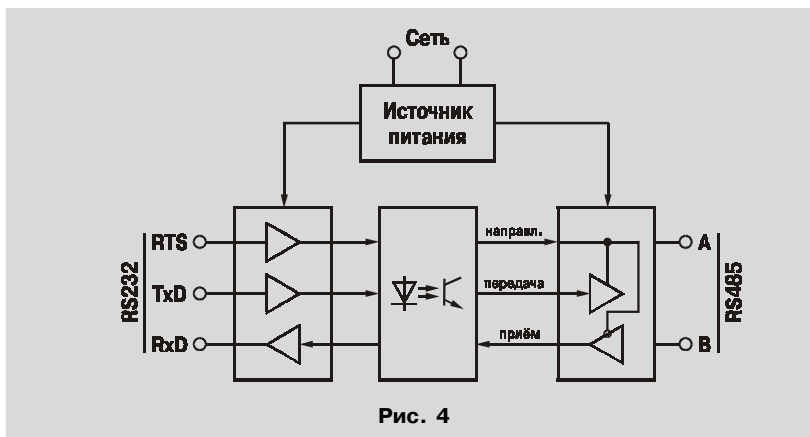 Сеть
Источник
питания
RS232
RTS
TxD
RxD
направл.
передача
приём
A
B
RS485
Рис. 4